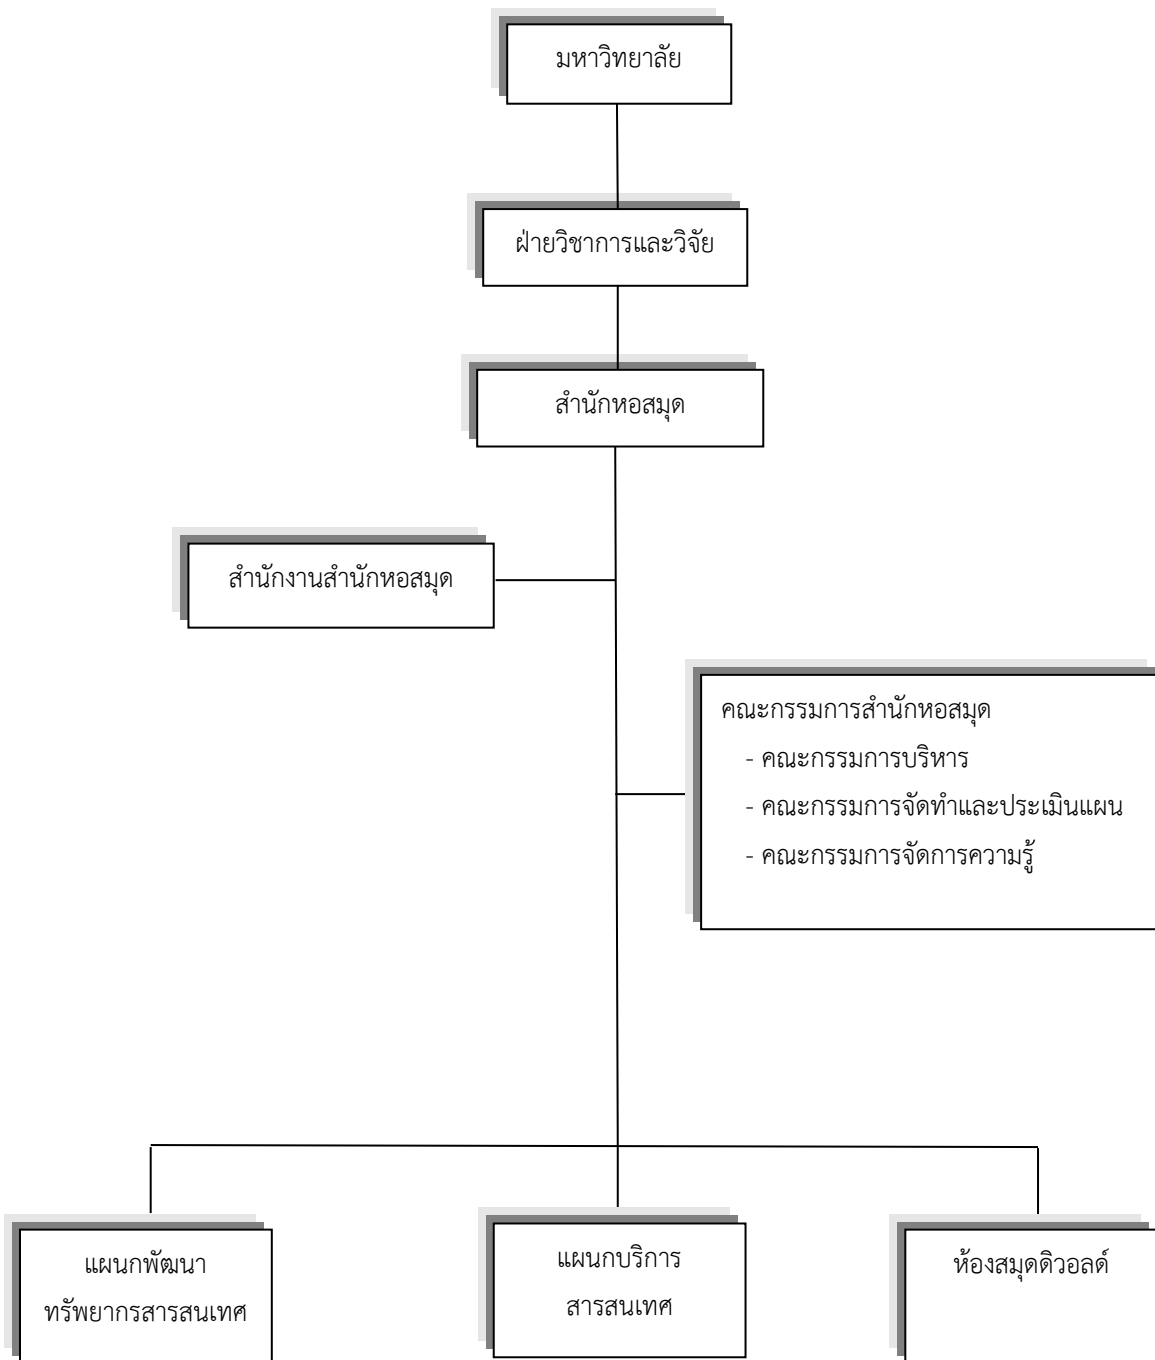 มหาวิทยาลัย
ฝ่ายวิชาการและวิจัย
สำนักหอสมุด
สำนักงานสำนักหอสมุด
คณะกรรมการสำนักหอสมุด
- คณะกรรมการบริหาร
- คณะกรรมการจัดทำและประเมินแผน
- คณะกรรมการจัดการความรู้
แผนกพัฒนา
ทรัพยากรสารสนเทศ
แผนกบริการ
สารสนเทศ
ห้องสมุดดิวอลด์